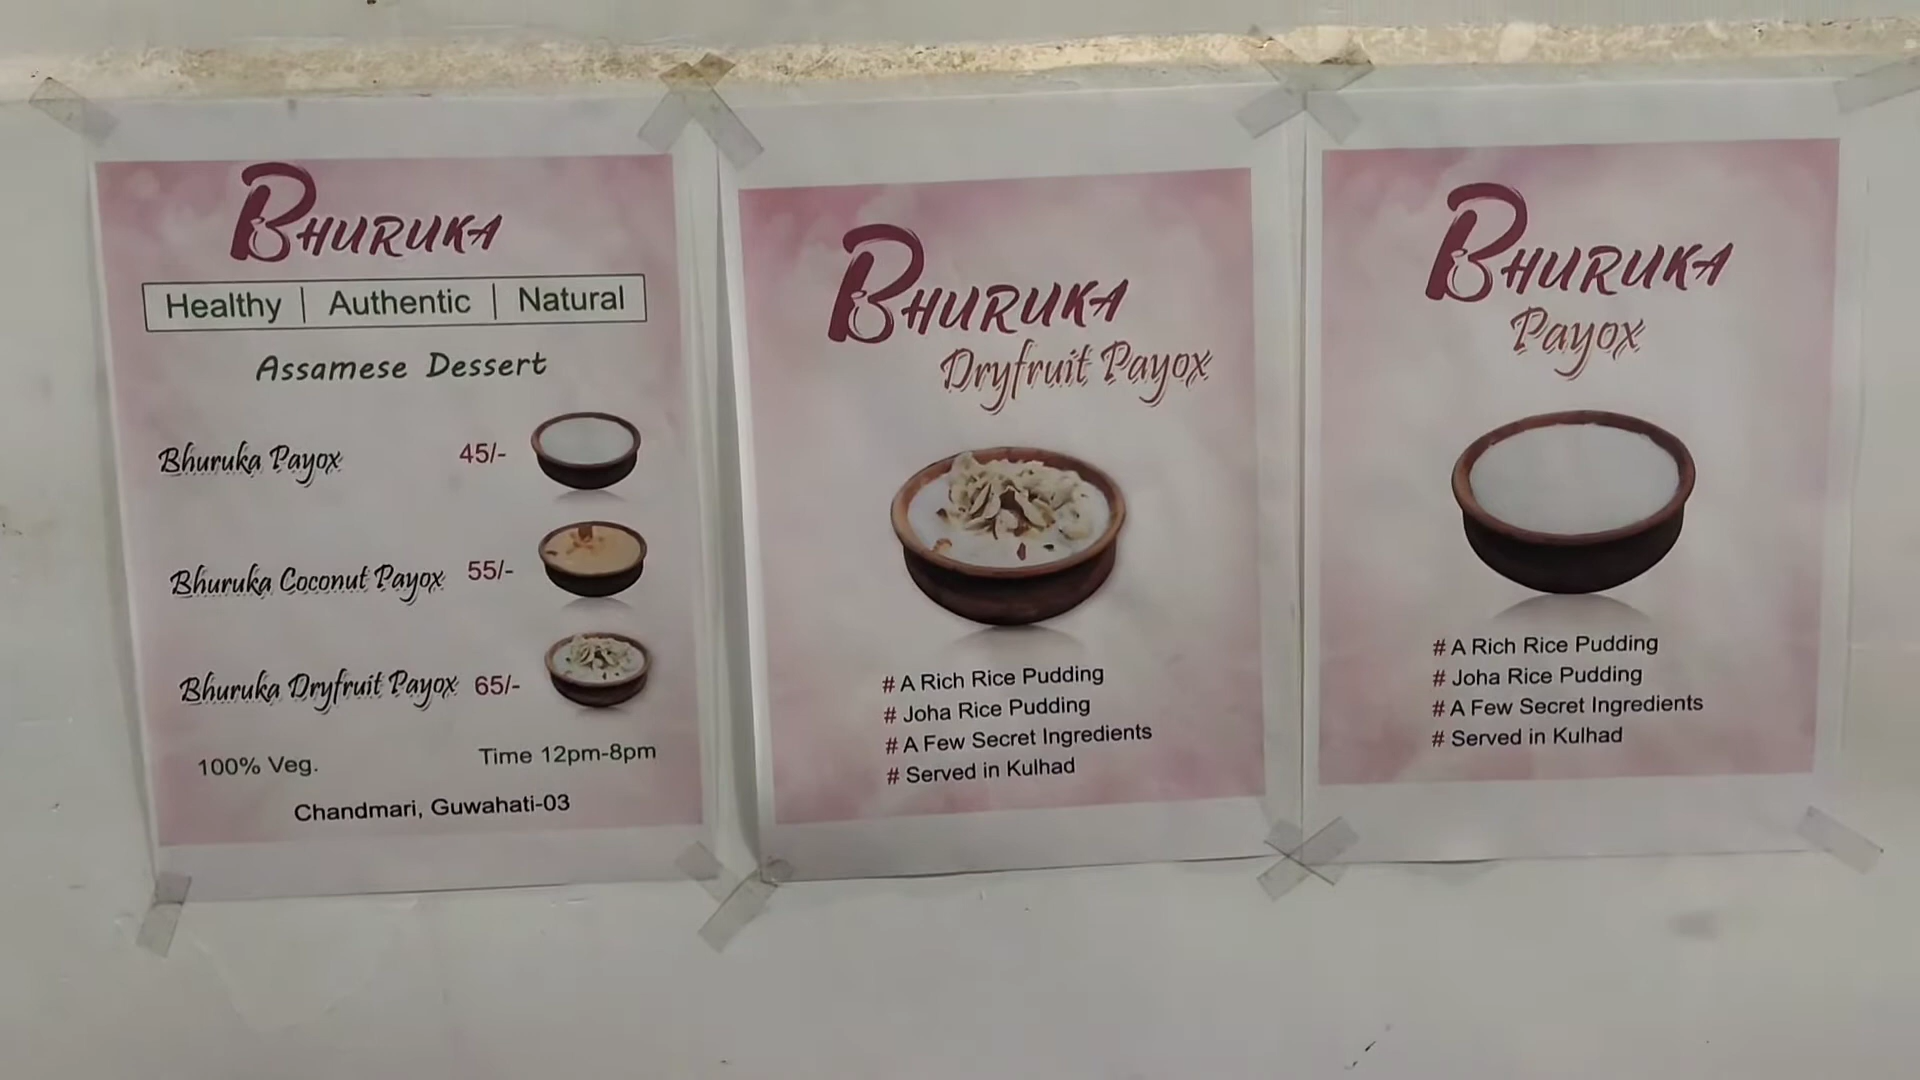 BHURUKA
Healthy | Authentic | Natural
Assamese Dessert
Bhuruka Payox 45/-
Bhuruka Coconut Payox 55/-
Bhuruka Dryfruit Payox 65/-
100% Veg. Time 12pm-8pm
Chandmari, Guwahati-03
BHURUKA
Dryfruit Payox
# A Rich Rice Pudding
# Joha Rice Pudding
# A Few Secret Ingredients
# Served in Kulhad
BHURUKA
Payox
# A Rich Rice Pudding
# Joha Rice Pudding
# A Few Secret Ingredients
# Served in Kulhad